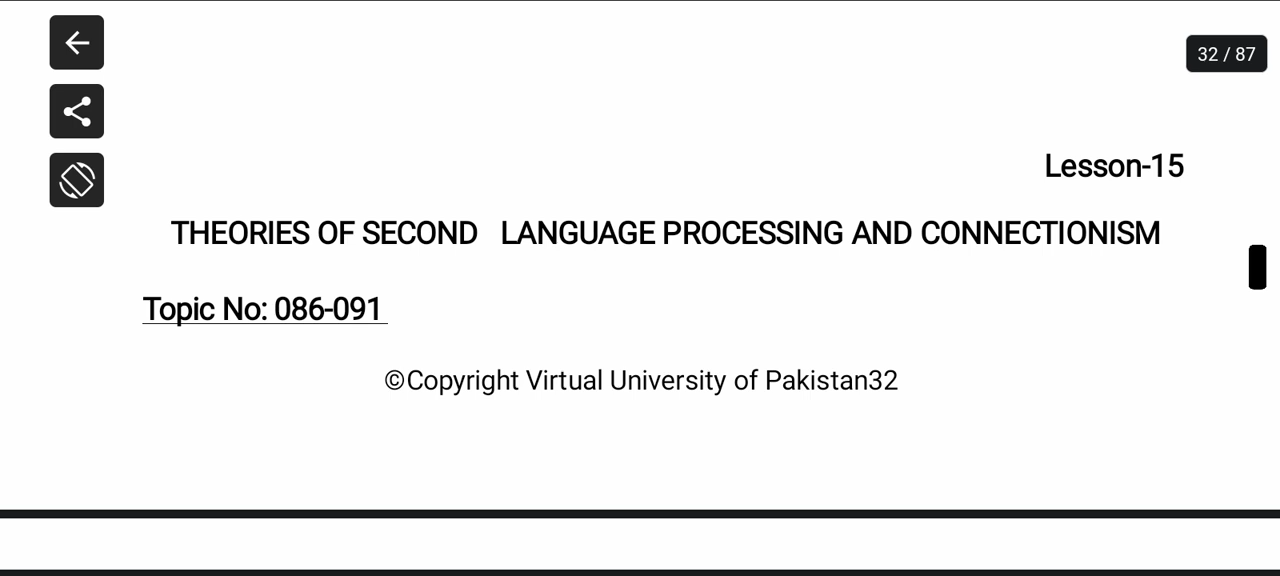 32 / 87
Lesson-15
THEORIES OF SECOND LANGUAGE PROCESSING AND CONNECTIONISM
Topic No: 086-091
©Copyright Virtual University of Pakistan32